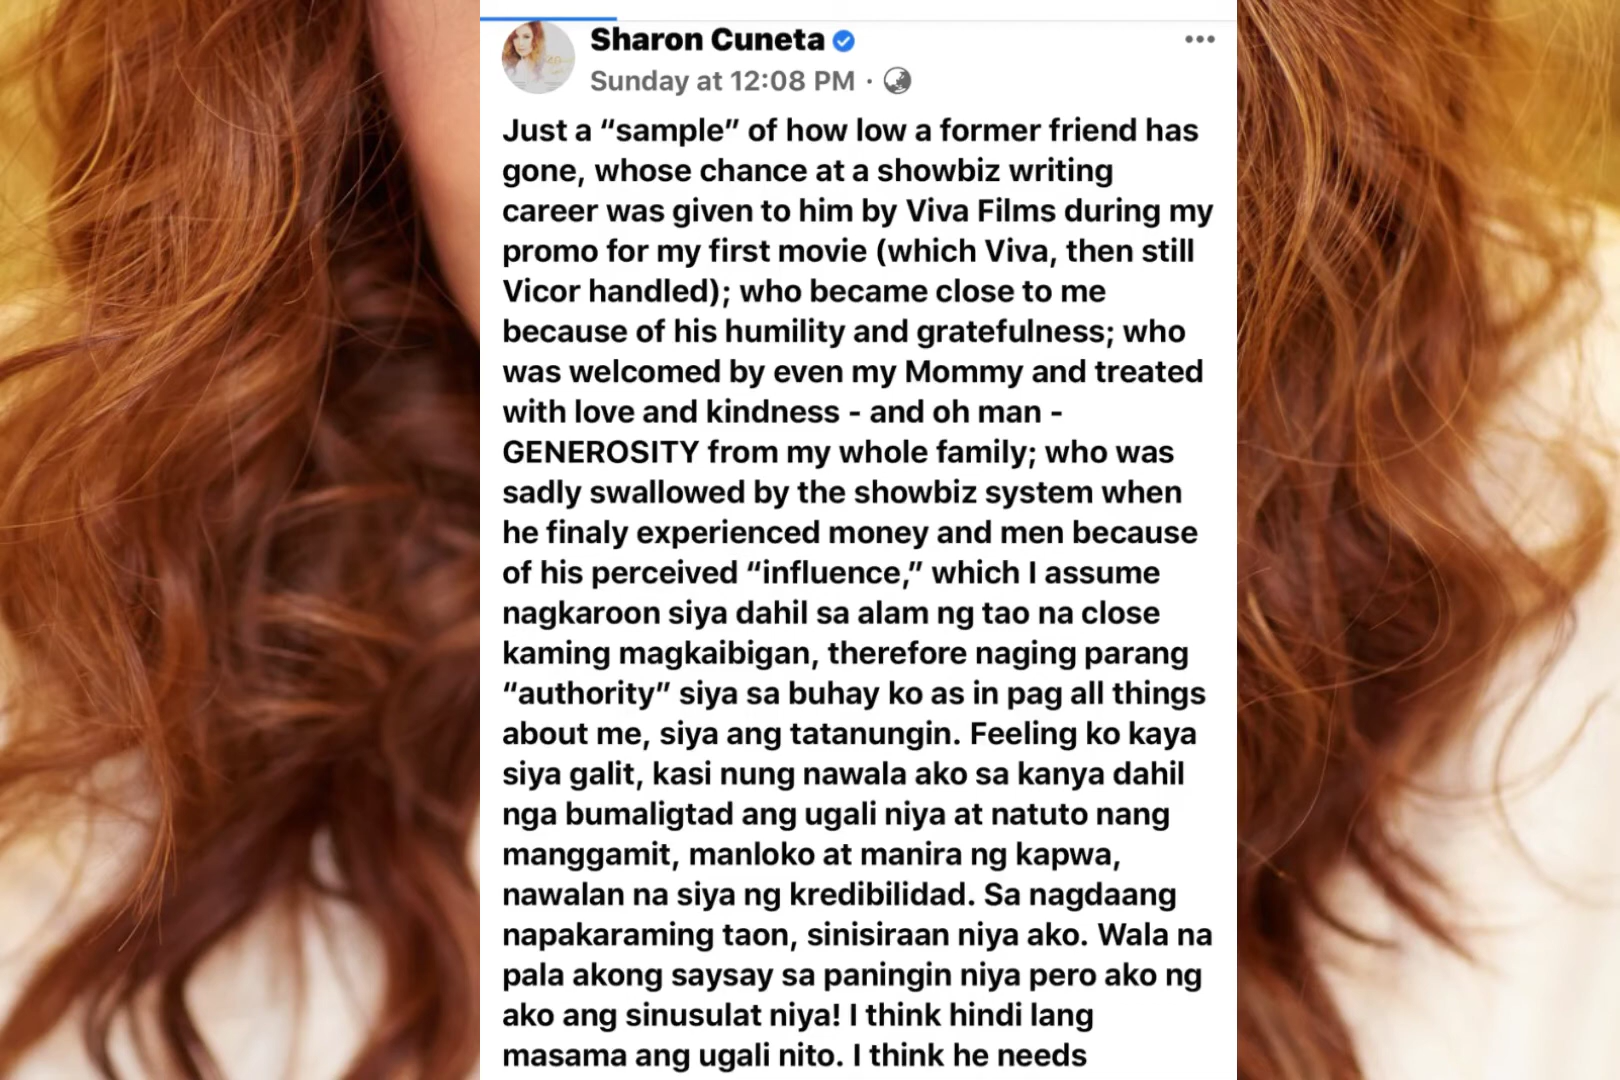 Sharon Cuneta
Sunday at 12:08 PM ·
Just a “sample” of how low a former friend has
gone, whose chance at a showbiz writing
career was given to him by Viva Films during my
promo for my first movie (which Viva, then still
Vicor handled); who became close to me
because of his humility and gratefulness; who
was welcomed by even my Mommy and treated
with love and kindness - and oh man -
GENEROSITY from my whole family; who was
sadly swallowed by the showbiz system when
he finaly experienced money and men because
of his perceived “influence,” which I assume
nagkaroon siya dahil sa alam ng tao na close
kaming magkaibigan, therefore naging parang
“authority” siya sa buhay ko as in pag all things
about me, siya ang tatanungin. Feeling ko kaya
siya galit, kasi nung nawala ako sa kanya dahil
nga bumaligtad ang ugali niya at natuto nang
manggamit, manloko at manira ng kapwa,
nawalan na siya ng kredibilidad. Sa nagdaang
napakaraming taon, sinisiraan niya ako. Wala na
pala akong saysay sa paningin niya pero ako ng
ako ang sinusulat niya! I think hindi lang
masama ang ugali nito. I think he needs